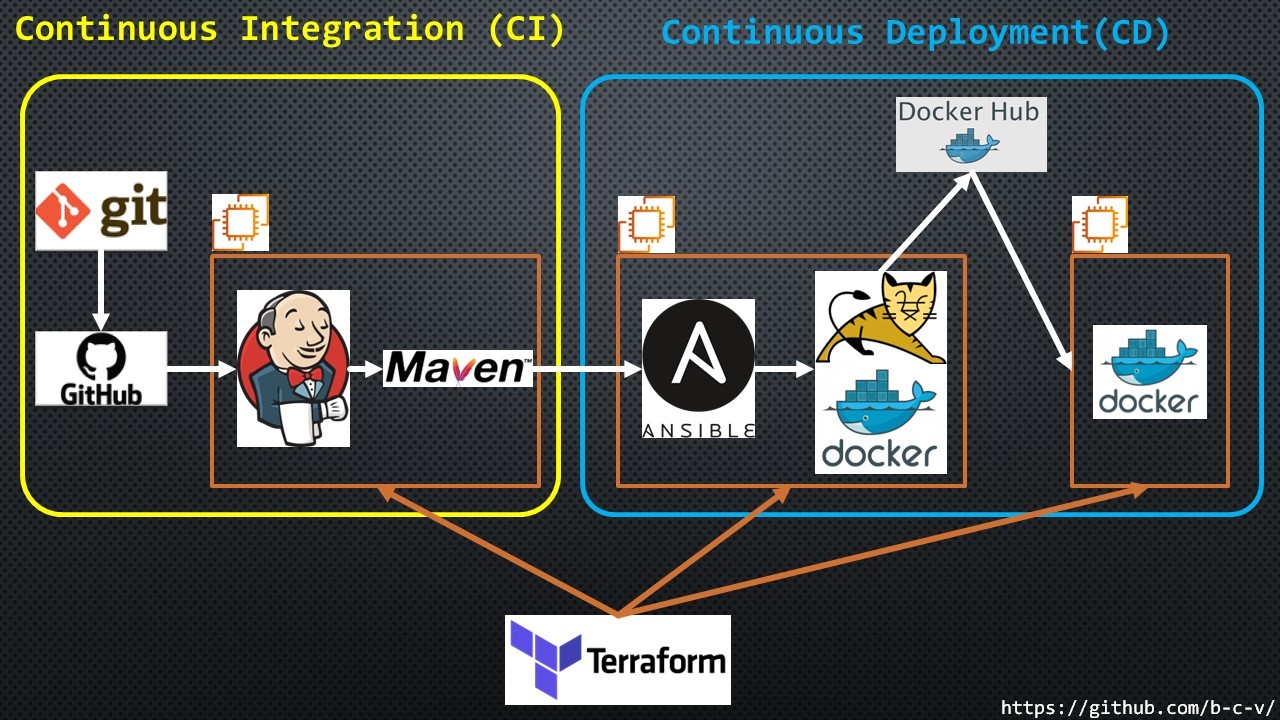 Continuous Integration (CI)
Continuous Deployment(CD)
Docker Hub
git
GitHub
Maven™
ANSIBLE
docker
docker
Terraform
https://github.com/b-c-v/